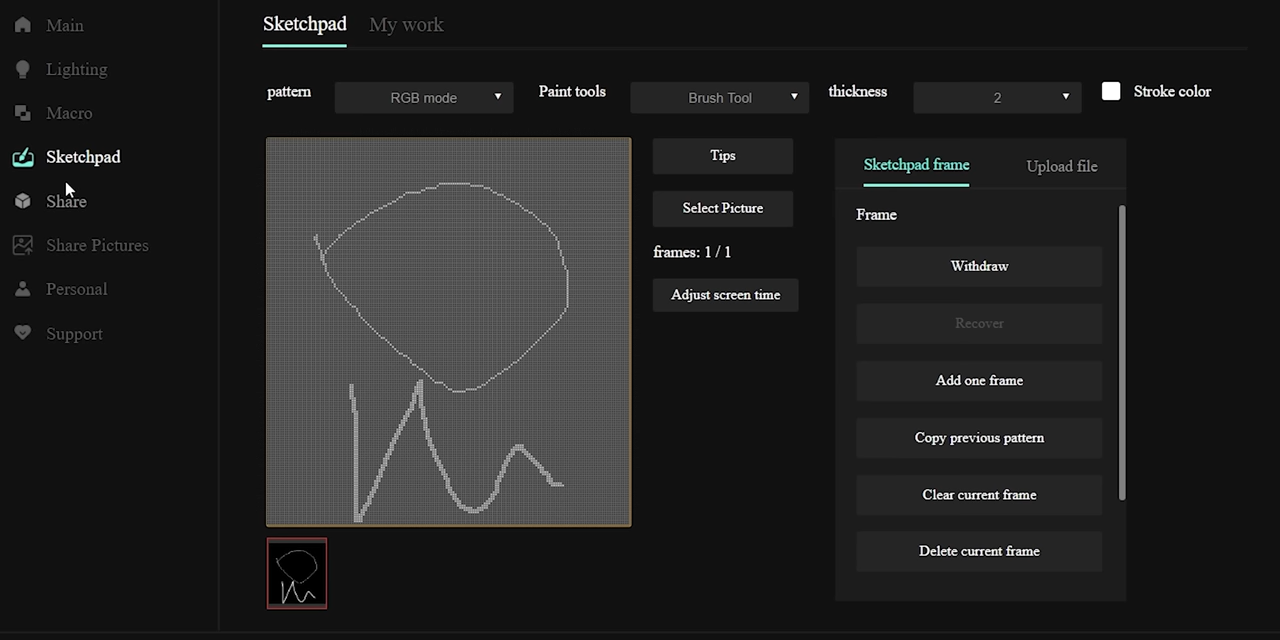 Main
Lighting
Macro
Sketchpad
Share
Share Pictures
Personal
Support
Sketchpad My work
pattern RGB mode Paint tools Brush Tool thickness 2 Stroke color
Tips
Select Picture
frames: 1 / 1
Adjust screen time
Sketchpad frame Upload file
Frame
Withdraw
Recover
Add one frame
Copy previous pattern
Clear current frame
Delete current frame